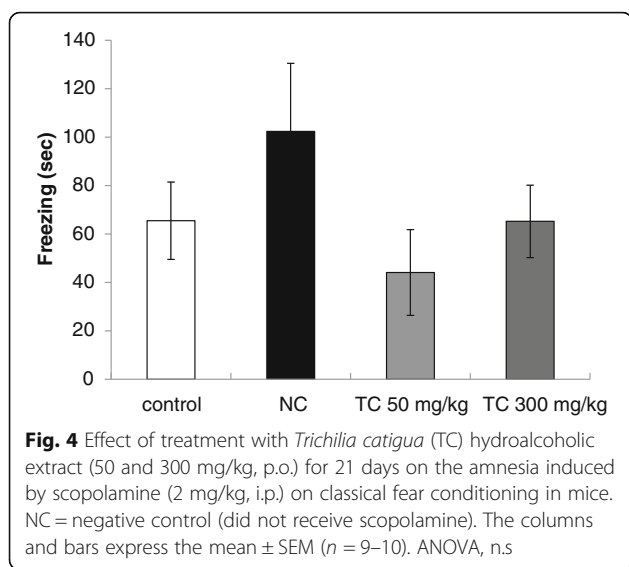 140
120
100
80
60
40
20
0
Freezing (sec)
control NC TC 50 mg/kg TC 300 mg/kg
Fig. 4 Effect of treatment with Trichilia catigua (TC) hydroalcoholic
extract (50 and 300 mg/kg, p.o.) for 21 days on the amnesia induced
by scopolamine (2 mg/kg, i.p.) on classical fear conditioning in mice.
NC = negative control (did not receive scopolamine). The columns
and bars express the mean ± SEM (n = 9–10). ANOVA, n.s